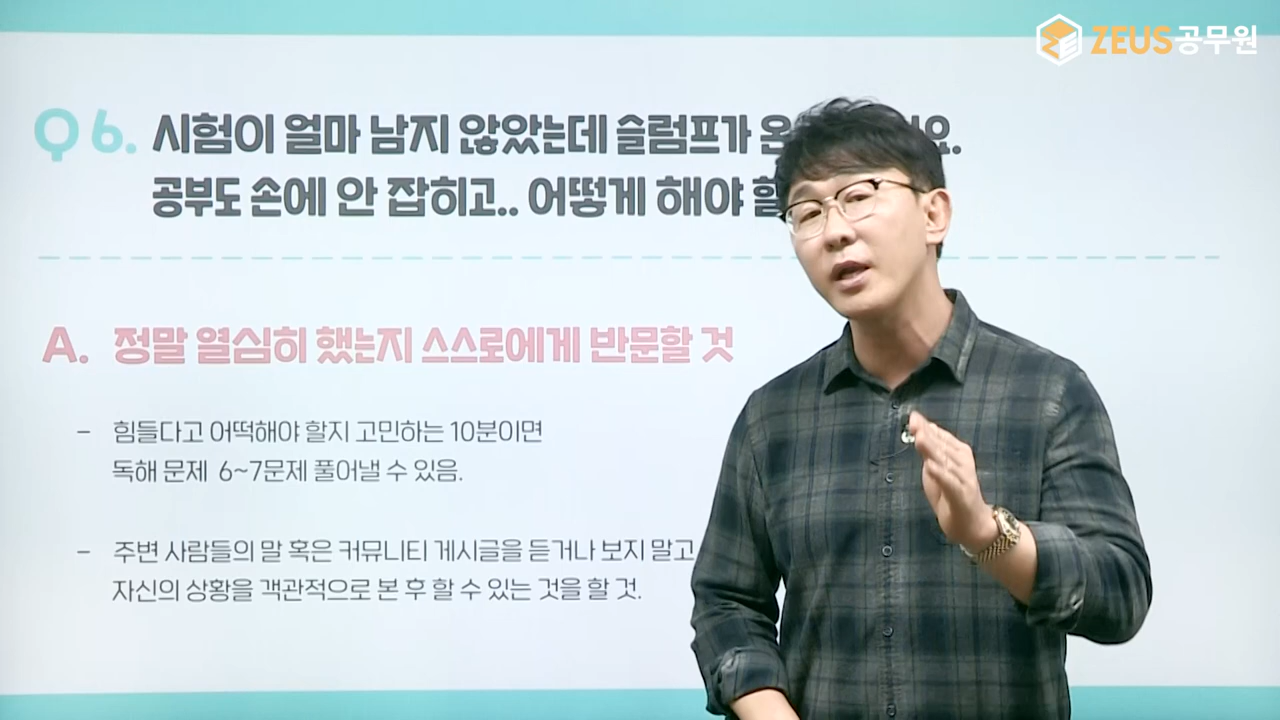 ZEUS공무원
Q 6. 시험이 얼마 남지 않았는데 슬럼프가
공부도 손에 안 잡히고.. 어떻게 해야
A. 정말 열심히 했는지 스스로에게 반문할 것
- 힘들다고 어떡해야 할지 고민하는 10분이면
독해 문제 6~7문제 풀어낼 수 있음.
- 주변 사람들의 말 혹은 커뮤니티 게시글을 듣거나 보지 말고
자신의 상황을 객관적으로 본 후 할 수 있는 것을 할 것.